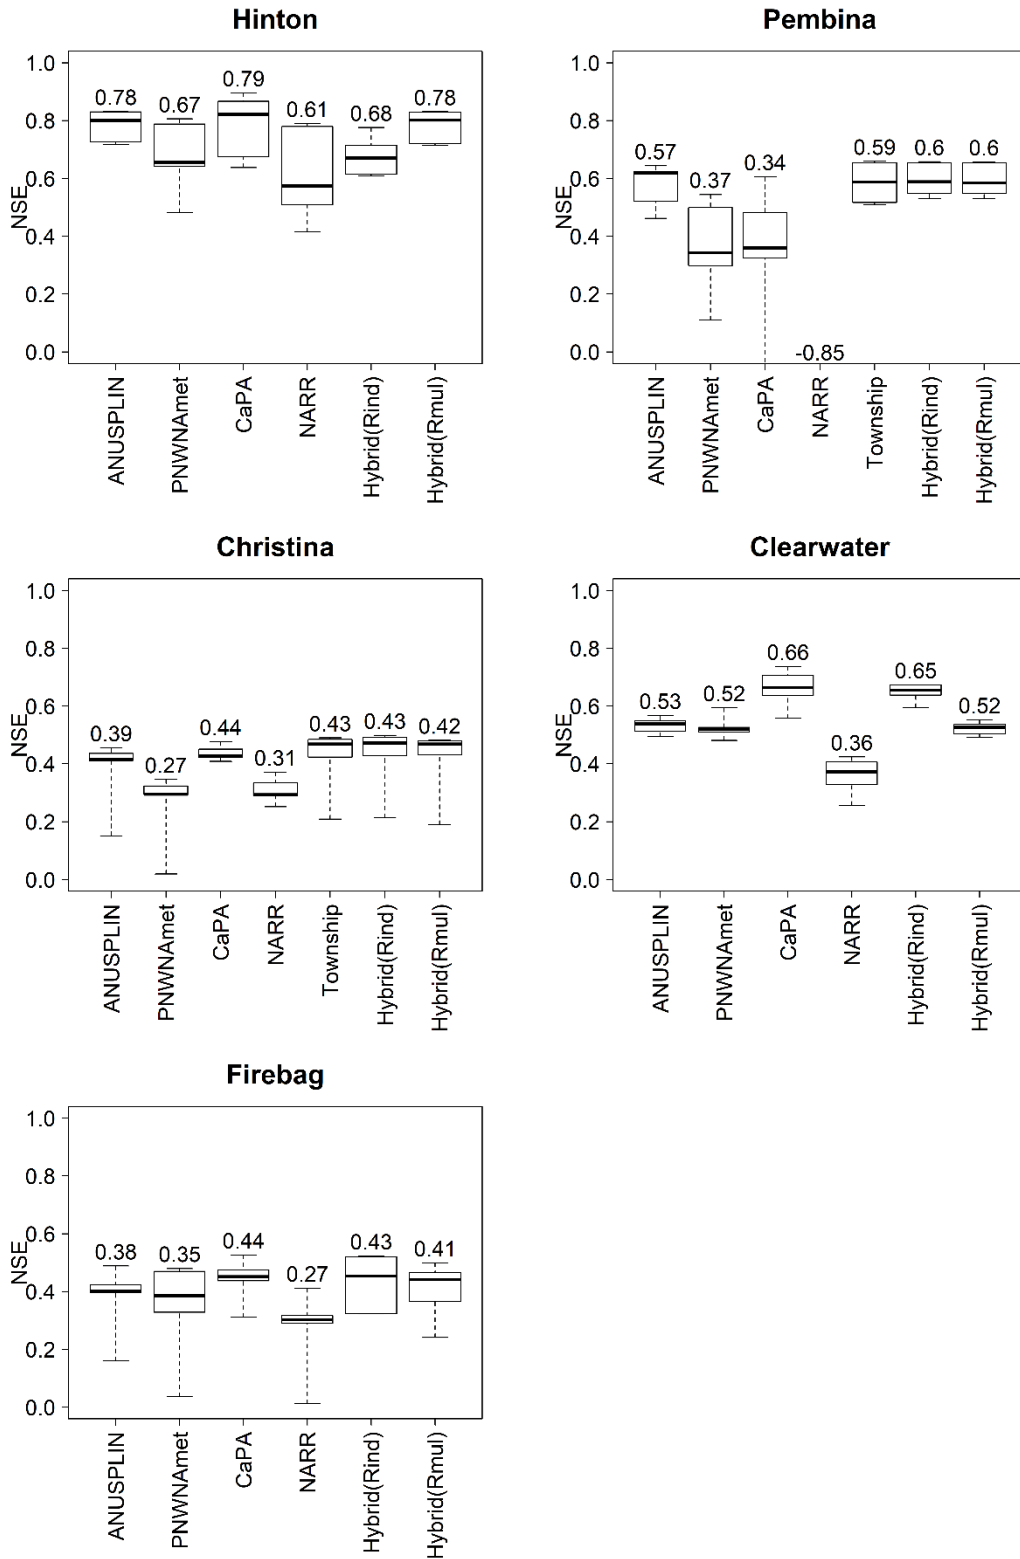 Hinton
NSE
1.0
0.8
0.6
0.4
0.2
0.0
0.78
0.67
0.79
0.61
0.68
0.78
ANUSPLIN
PNWNAmet
CaPA
NARR
Hybrid(Rind)
Hybrid(Rmul)
Pembina
NSE
1.0
0.8
0.6
0.4
0.2
0.0
0.57
0.37
0.34
-0.85
0.59
0.6
0.6
ANUSPLIN
PNWNAmet
CaPA
NARR
Township
Hybrid(Rind)
Hybrid(Rmul)
Christina
NSE
1.0
0.8
0.6
0.4
0.2
0.0
0.39
0.27
0.44
0.31
0.43
0.43
0.42
ANUSPLIN
PNWNAmet
CaPA
NARR
Township
Hybrid(Rind)
Hybrid(Rmul)
Clearwater
NSE
1.0
0.8
0.6
0.4
0.2
0.0
0.53
0.52
0.66
0.36
0.65
0.52
ANUSPLIN
PNWNAmet
CaPA
NARR
Hybrid(Rind)
Hybrid(Rmul)
Firebag
NSE
1.0
0.8
0.6
0.4
0.2
0.0
0.38
0.35
0.44
0.27
0.43
0.41
ANUSPLIN
PNWNAmet
CaPA
NARR
Hybrid(Rind)
Hybrid(Rmul)